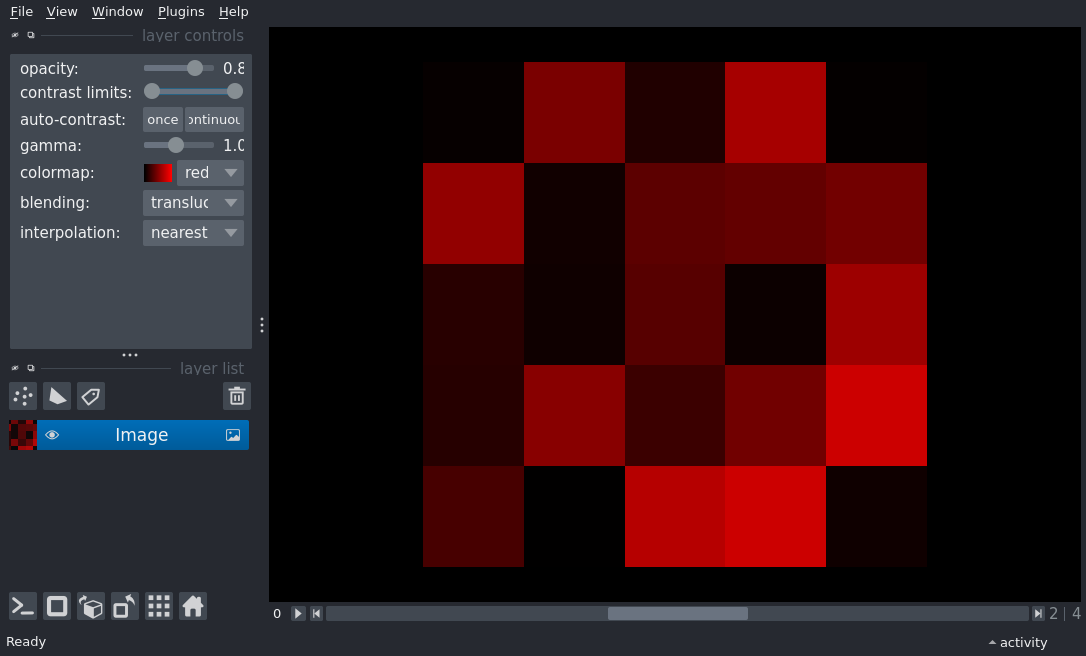 File View Window Plugins Help
layer controls
opacity: 0.8
contrast limits:
auto-contrast: once ontinuou
gamma: 1.0
colormap: red
blending: transluc
interpolation: nearest
layer list
Image
0 2 | 4
Ready
activity